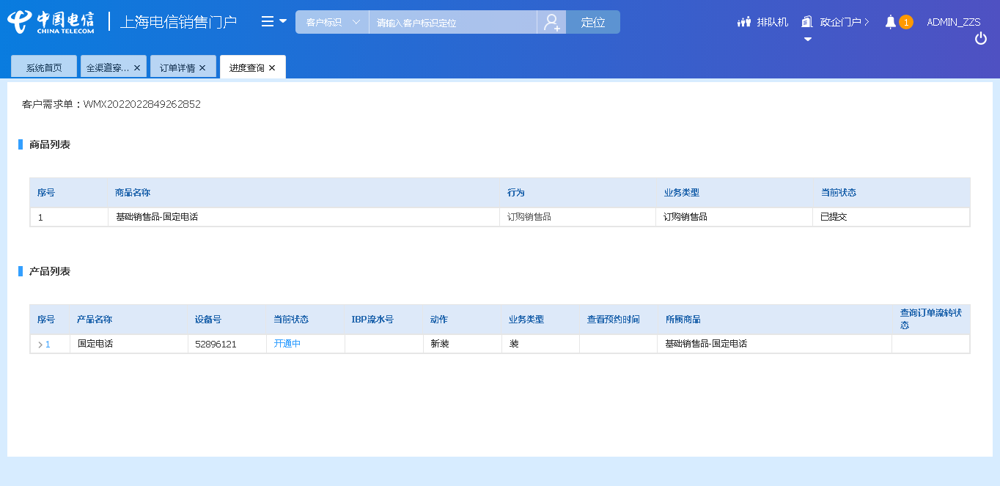 中国电信
CHINA TELECOM
上海电信销售门户
客户标识
请输入客户标识定位
定位
排队机
政企门户
1
ADMIN_ZZS
系统首页
全渠道穿... ×
订单详情 ×
进度查询 ×
客户需求单：WMX2022022849262852
商品列表
序号 商品名称 行为 业务类型 当前状态
1 基础销售品-固定电话 订购销售品 订购销售品 已提交
产品列表
序号 产品名称 设备号 当前状态 IBP流水号 动作 业务类型 查看预约时间 所属商品 查询订单流转状
态
1 固定电话 52896121 开通中 新装 装 基础销售品-固定电话